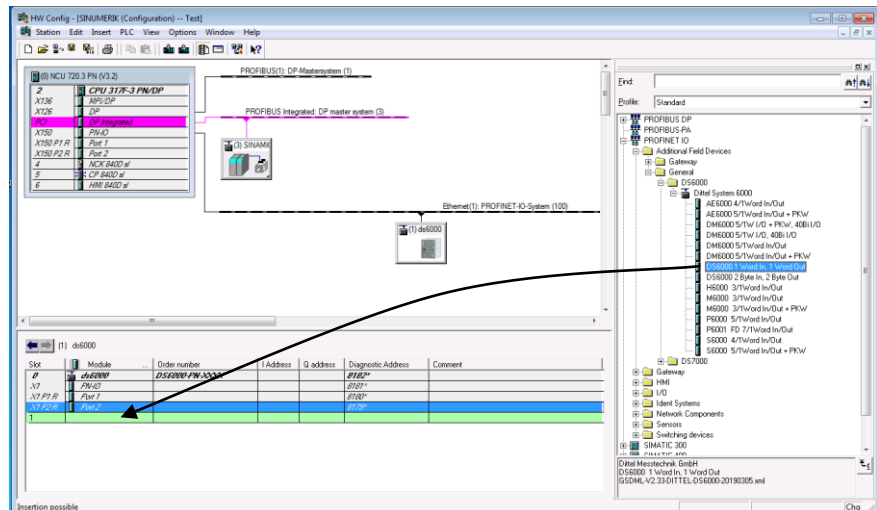 HW Config - [SINUMERIK (Configuration) -- Test]
Station Edit Insert PLC View Options Window Help
(0) NCU 720.3 PN (V3.2)
2 CPU 317F-3 PN/DP
X136 MPI/DP
X126 DP
PCI DP Integrated
X150 PN-IO
X150 P1 R Port 1
X150 P2 R Port 2
4 NCK 840D sl
5 CP 840D sl
6 HMI 840D sl
PROFIBUS(1): DP-Mastersystem (1)
PROFIBUS Integrated: DP master system (3)
(3) SINAMI
Ethernet(1): PROFINET-IO-System (100)
(1) ds6000
(1) ds6000
Slot Module ... Order number I Address Q address Diagnostic Address Comment
0 ds6000 DS6000-PN-XXXX 8182*
X1 PN-IO 8181*
X1 P1 R Port 1 8180*
X1 P2 R Port 2 8179*
1
Find:
Profile: Standard
PROFIBUS DP
PROFIBUS-PA
PROFINET IO
Additional Field Devices
Gateway
General
DS6000
Dittel System 6000
AE6000 4/1Word In/Out
AE6000 5/1Word In/Out + PKW
DM6000 5/1W I/O + PKW, 40Bi I/O
DM6000 5/1W I/O, 40Bi I/O
DM6000 5/1Word In/Out
DM6000 5/1Word In/Out + PKW
DS6000 1 Word In, 1 Word Out
DS6000 2 Byte In, 2 Byte Out
H6000 3/1Word In/Out
M6000 3/1Word In/Out
M6000 3/1Word In/Out + PKW
P6000 5/1Word In/Out
P6001 FD 7/1Word In/Out
S6000 4/1Word In/Out
S6000 5/1Word In/Out + PKW
DS7000
Gateway
HMI
I/O
Ident Systems
Network Components
Sensors
Switching devices
SIMATIC 300
SIMATIC 400
Dittel Messtechnik GmbH
DS6000 1 Word In, 1 Word Out
GSDML-V2.33-DITTEL-DS6000-20190305.xml
Insertion possible
Chg